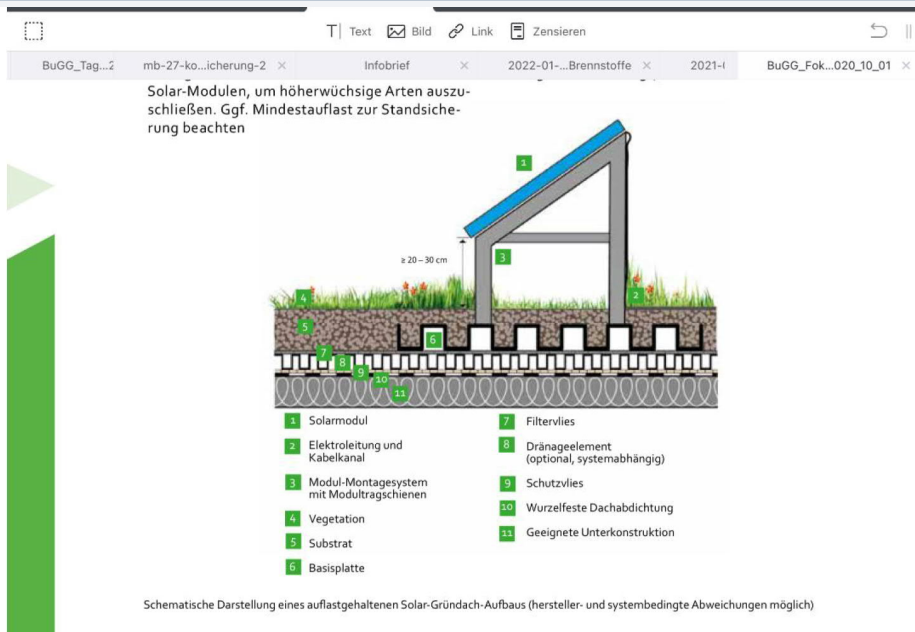 Text Bild Link Zensieren
BuGG_Tag...2 mb-27-ko...icherung-2 × Infobrief × 2022-01-...Brennstoffe × 2021-( BuGG_Fok...020_10_01 ×
Solar-Modulen, um höherwüchsige Arten auszu-
schließen. Ggf. Mindestauflast zur Standsiche-
rung beachten
1
≥ 20 – 30 cm
3
4
2
5
6
7
8
9
10
11
1 Solarmodul
2 Elektroleitung und
Kabelkanal
3 Modul-Montagesystem
mit Modultragschienen
4 Vegetation
5 Substrat
6 Basisplatte
7 Filtervlies
8 Dränageelement
(optional, systemabhängig)
9 Schutzvlies
10 Wurzelfeste Dachabdichtung
11 Geeignete Unterkonstruktion
Schematische Darstellung eines auflastgehaltenen Solar-Gründach-Aufbaus (hersteller- und systembedingte Abweichungen möglich)